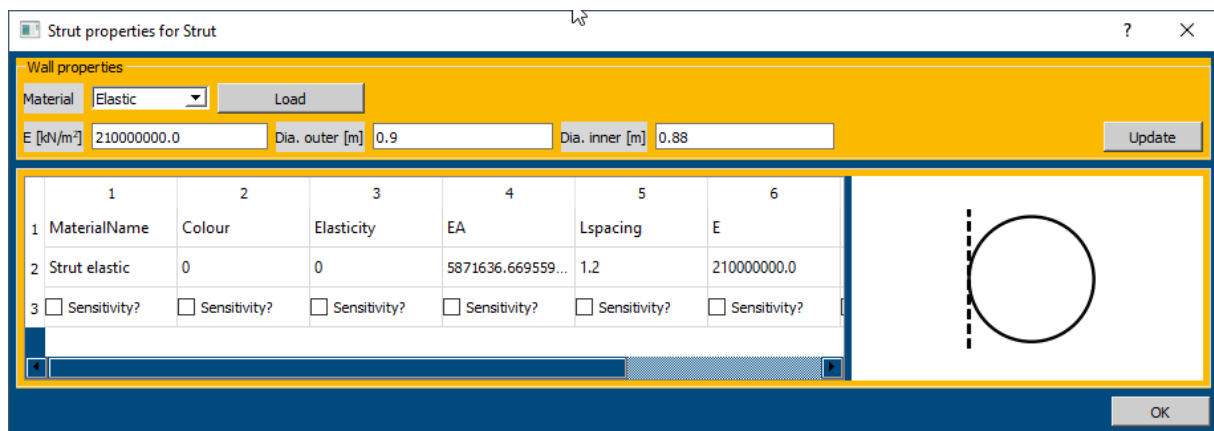 Strut properties for Strut ?
Wall properties
Material Elastic Load
E [kN/m²] 210000000.0 Dia. outer [m] 0.9 Dia. inner [m] 0.88 Update
1 2 3 4 5 6
1 MaterialName Colour Elasticity EA Lspacing E
2 Strut elastic 0 0 5871636.669559... 1.2 210000000.0
3 Sensitivity? Sensitivity? Sensitivity? Sensitivity? Sensitivity? Sensitivity?
OK